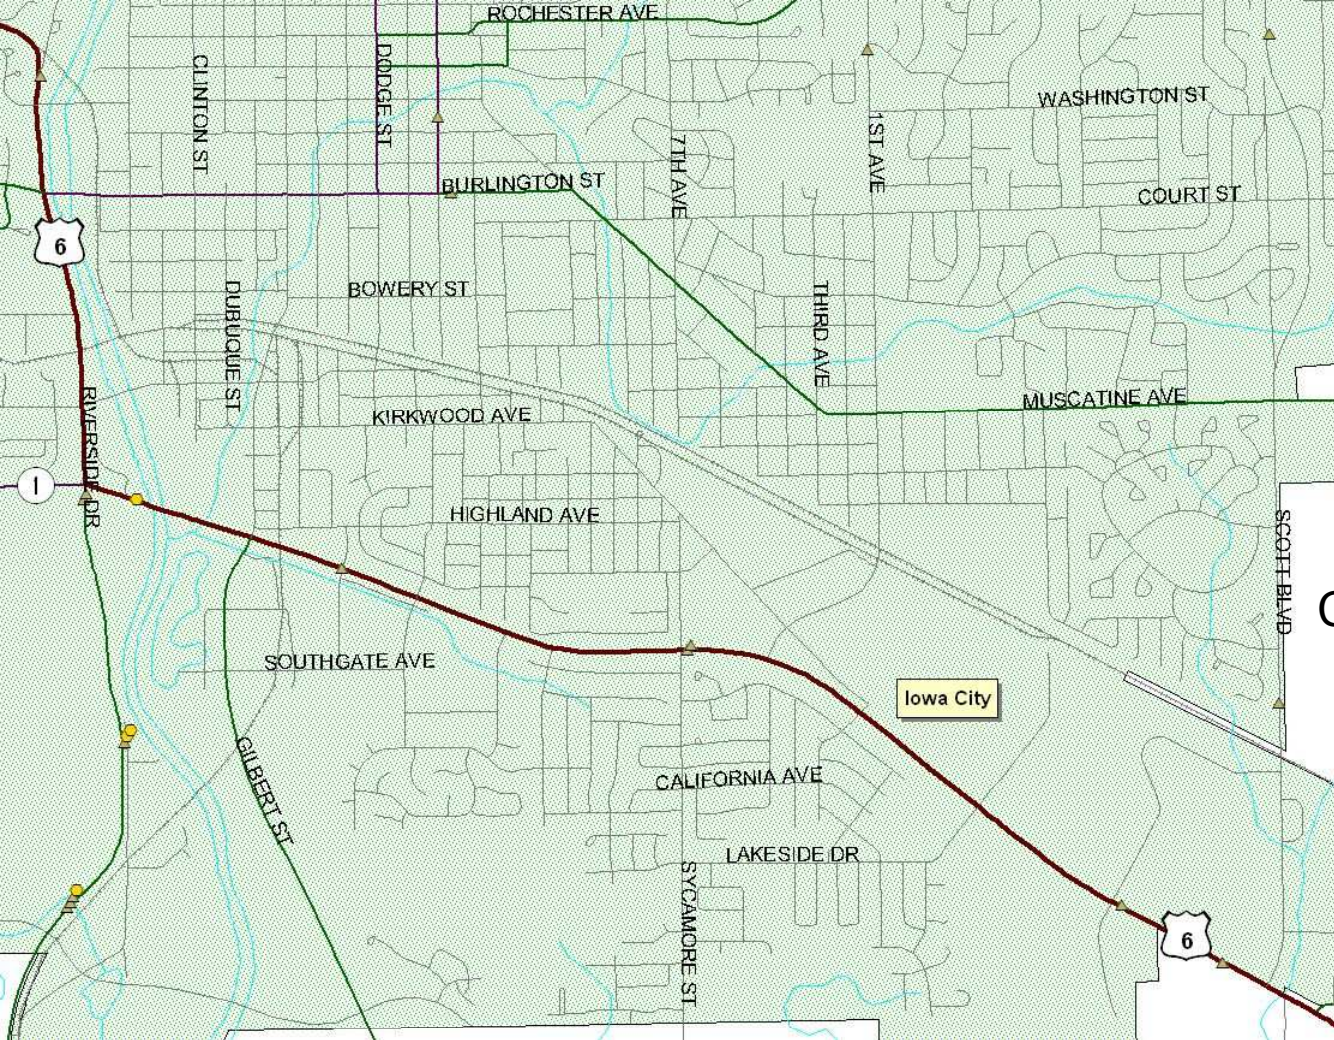 ROCHESTER AVE
CLINTON ST
DODGE ST
WASHINGTON ST
7TH AVE
1ST AVE
BURLINGTON ST
COURT ST
6
DUBUQUE ST
BOWERY ST
THIRD AVE
RIVERSIDE DR
KIRKWOOD AVE
MUSCATINE AVE
1
HIGHLAND AVE
SCOTT BLVD
SOUTHGATE AVE
Iowa City
GILBERT ST
CALIFORNIA AVE
LAKESIDE DR
SYCAMORE ST
6